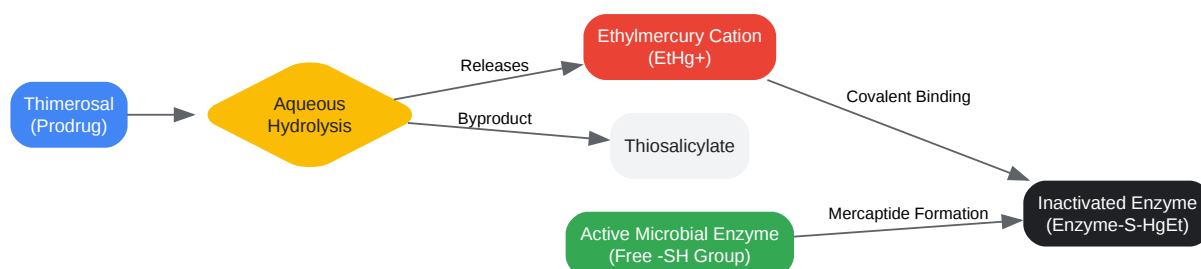 Thimerosal
(Prodrug)
Aqueous
Hydrolysis
Releases
Byproduct
Ethylmercury Cation
(EtHg+)
Thiosalicylate
Active Microbial Enzyme
(Free -SH Group)
Covalent Binding
Mercaptide Formation
Inactivated Enzyme
(Enzyme-S-HgEt)